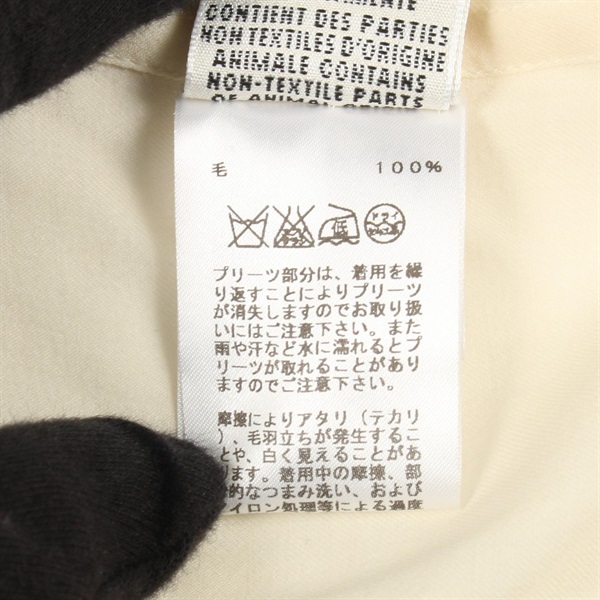 CONTIENT DES PARTIES
NON TEXTILES D'ORIGINE
ANIMALE CONTAINS
NON-TEXTILE PARTS
OF ANIMAL
毛 100%
低
ドライ
プリーツ部分は、着用を繰
り返すことによりプリーツ
が消失しますのでお取り扱
いにはご注意下さい。また
雨や汗など水に濡れるとプ
リーツが取れることがあり
ますのでご注意下さい。
摩擦によりアタリ（テカリ
）、毛羽立ちが発生するこ
とや、白く見えることがあ
ります。着用中の摩擦、部
的なつまみ洗い、および
イロン処理等による過度